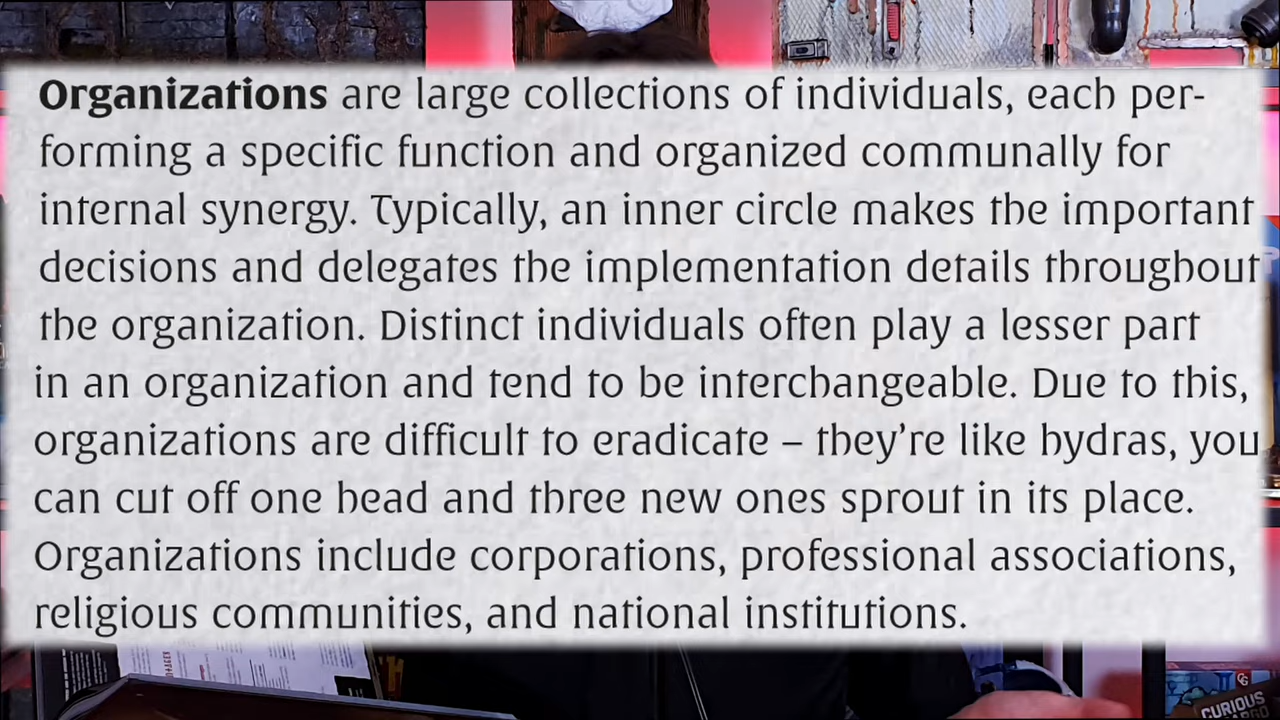 Organizations are large collections of individuals, each per-
forming a specific function and organized communally for
internal synergy. Typically, an inner circle makes the important
decisions and delegates the implementation details throughout
the organization. Distinct individuals often play a lesser part
in an organization and tend to be interchangeable. Due to this,
organizations are difficult to eradicate – they're like hydras, you
can cut off one head and three new ones sprout in its place.
Organizations include corporations, professional associations,
religious communities, and national institutions.
CURIOUS